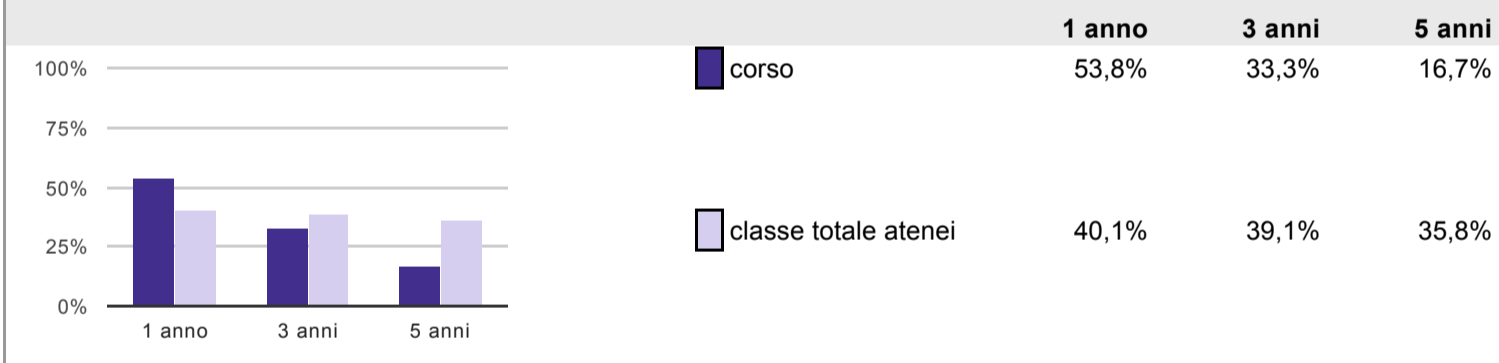 1 anno 3 anni 5 anni
100%
75%
50%
25%
0%
1 anno 3 anni 5 anni
corso 53,8% 33,3% 16,7%
classe totale atenei 40,1% 39,1% 35,8%